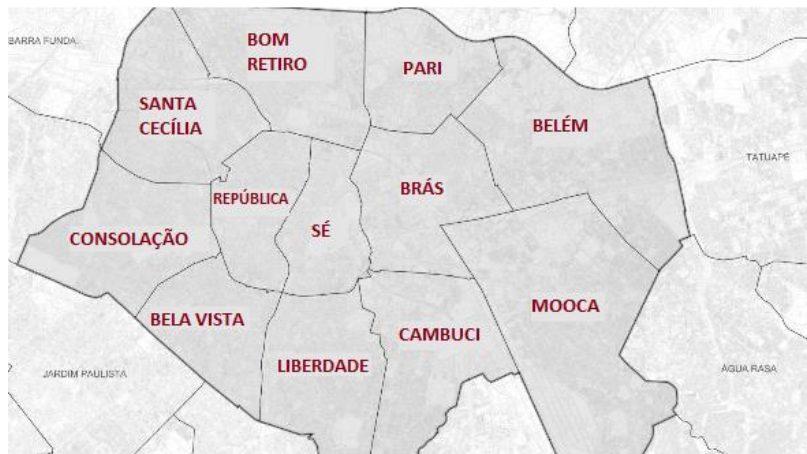 BOM
RETIRO
BARRA FUNDA
PARI
SANTA
CECÍLIA
BELÉM
TATUAPÉ
BRÁS
REPÚBLICA
SÉ
CONSOLAÇÃO
MOOCA
BELA VISTA
CAMBUCI
LIBERDADE
JARDIM PAULISTA
ÁGUA RASA